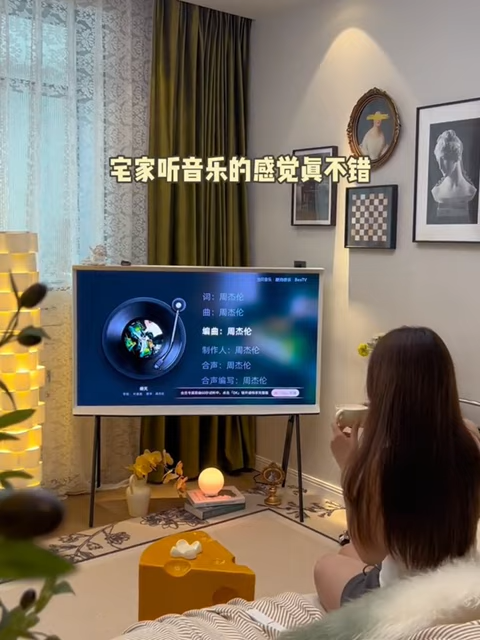 宅家听音乐的感觉真不错
词：周杰伦
曲：周杰伦
编曲：周杰伦
制作人：周杰伦
合声：周杰伦
合声编写：周杰伦